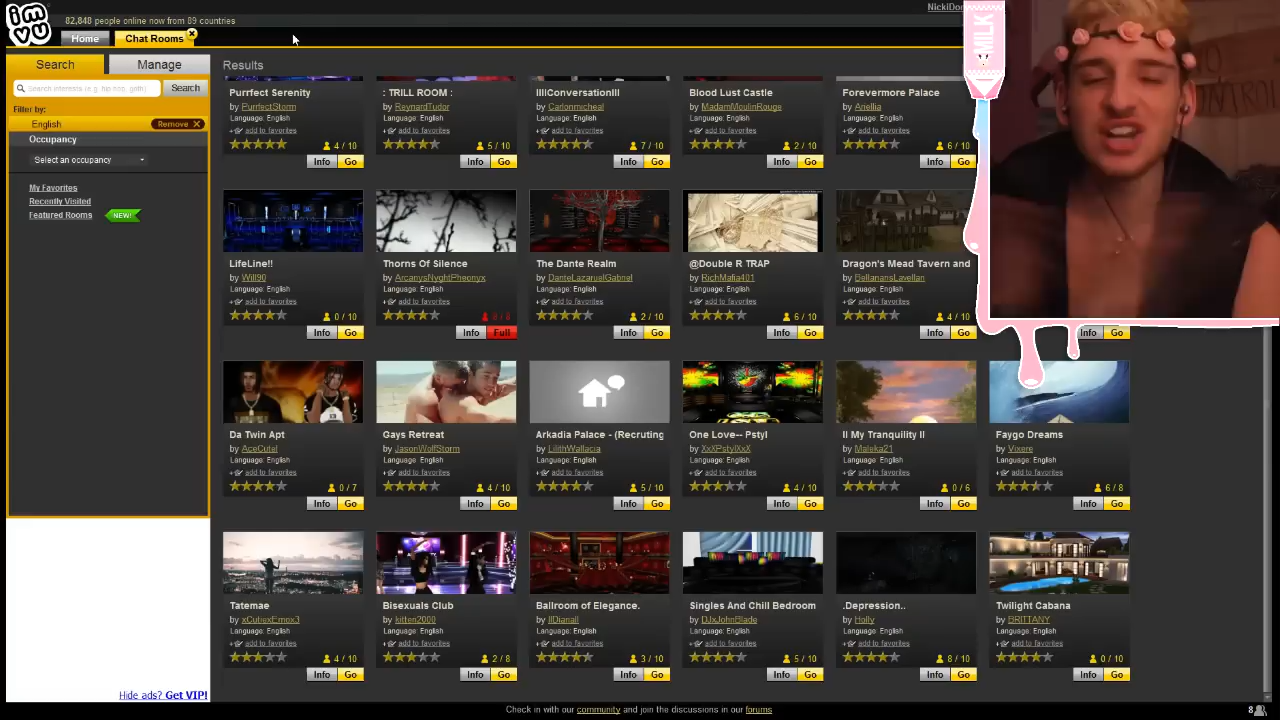 imvu
82,848 people online now from 89 countries
Home
Chat Rooms
Search
Manage
Search interests (e.g. hip-hop, goth)
Search
Filter by:
English
Remove X
Occupancy
Select an occupancy
My Favorites
Recently Visited
Featured Rooms NEW!
Hide ads? Get VIP!
MILK
Results
Purrfect Serenity : TRILL ROOM : Blood Lust Castle Forevermore Palace
by PurrfectStorm by ReynardTudor by Carlonmicheal by MadamMoulinRouge by Ariellia
Language: English Language: English Language: English Language: English Language: English
add to favorites add to favorites add to favorites add to favorites add to favorites
4 / 10 5 / 10 7 / 10 2 / 10 6 / 10
Info Go Info Go Info Go Info Go Info Go
LifeLine!! Thorns Of Silence The Dante Realm @Double R TRAP Dragon's Mead Tavern and
by Will90 by ArcanysNyghtPheonyx by DanteLazaruelGabriel by RichMafia401 by BellanarisLavellan
Language: English Language: English Language: English Language: English Language: English
add to favorites add to favorites add to favorites add to favorites add to favorites
0 / 10 2 / 10 6 / 10 4 / 10
Info Go Info Full Info Go Info Go Info Go Info Go
Da Twin Apt Gays Retreat Arkadia Palace - (Recruting One Love-- Pstyl II My Tranquility II Faygo Dreams
by AceCutel by JasonWolfStorm by LilithWallacia by XxXPstylXxX by Maleka21 by Vixere
Language: English Language: English Language: English Language: English Language: English Language: English
add to favorites add to favorites add to favorites add to favorites add to favorites add to favorites
0 / 7 4 / 10 5 / 10 4 / 10 0 / 6 6 / 8
Info Go Info Go Info Go Info Go Info Go Info Go
Tatemae Bisexuals Club Ballroom of Elegance. Singles And Chill Bedroom .Depression.. Twilight Cabana
by xCutiexEmox3 by kitten2000 by IlDianall by DJxJohnBlade by Holly by BRITTANY
Language: English Language: English Language: English Language: English Language: English Language: English
add to favorites add to favorites add to favorites add to favorites add to favorites add to favorites
4 / 10 2 / 8 3 / 10 5 / 10 8 / 10 0 / 10
Info Go Info Go Info Go Info Go Info Go Info Go
Check in with our community and join the discussions in our forums
8